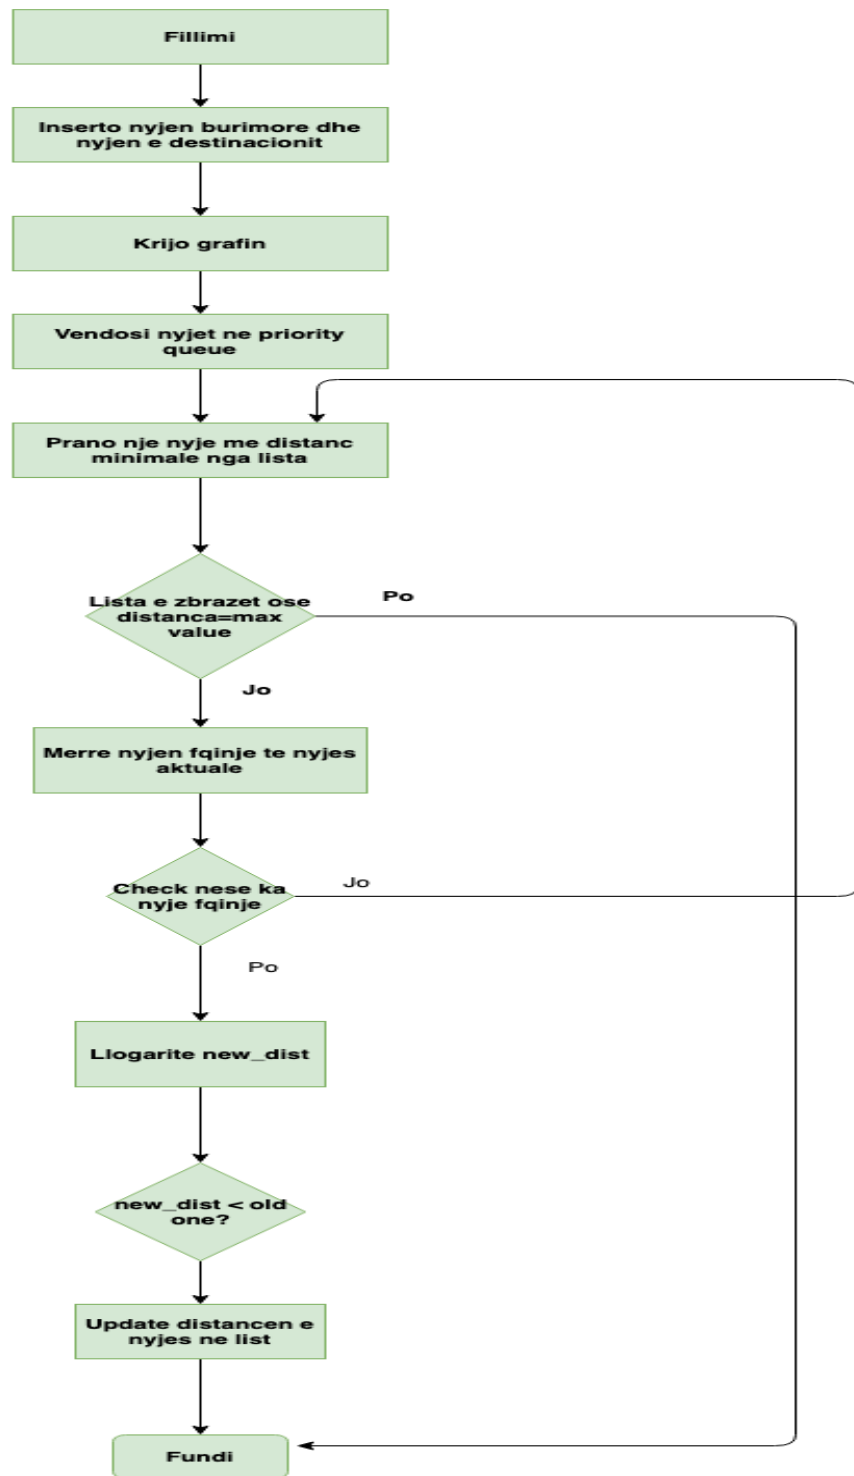 Fillimi
Inserto nyjen burimore dhe
nyjen e destinacionit
Krijo grafin
Vendosi nyjet ne priority
queue
Prano nje nyje me distanc
minimale nga lista
Lista e zbrazet ose
distanca=max
value
Po
Jo
Merre nyjen fqinje te nyjes
aktuale
Check nese ka
nyje fqinje
Jo
Po
Llogarite new_dist
new_dist < old
one?
Update distancen e
nyjes ne list
Fundi